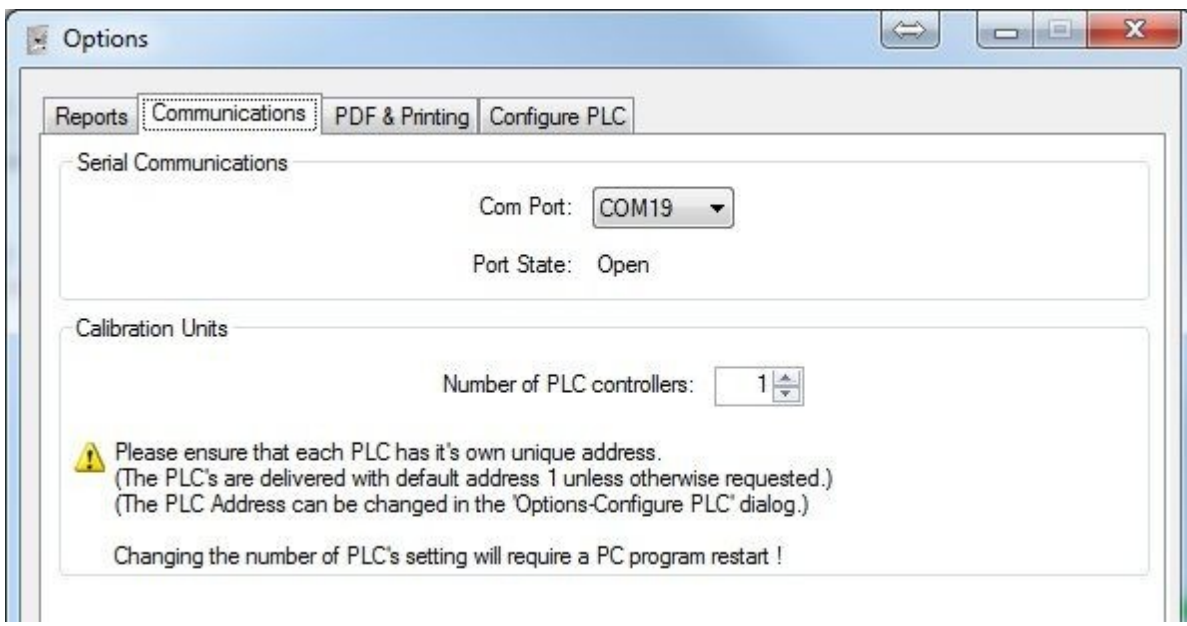 Options
Reports Communications PDF & Printing Configure PLC
Serial Communications
Com Port: COM19
Port State: Open
Calibration Units
Number of PLC controllers: 1
Please ensure that each PLC has it's own unique address.
(The PLC's are delivered with default address 1 unless otherwise requested.)
(The PLC Address can be changed in the 'Options-Configure PLC' dialog.)
Changing the number of PLC's setting will require a PC program restart !